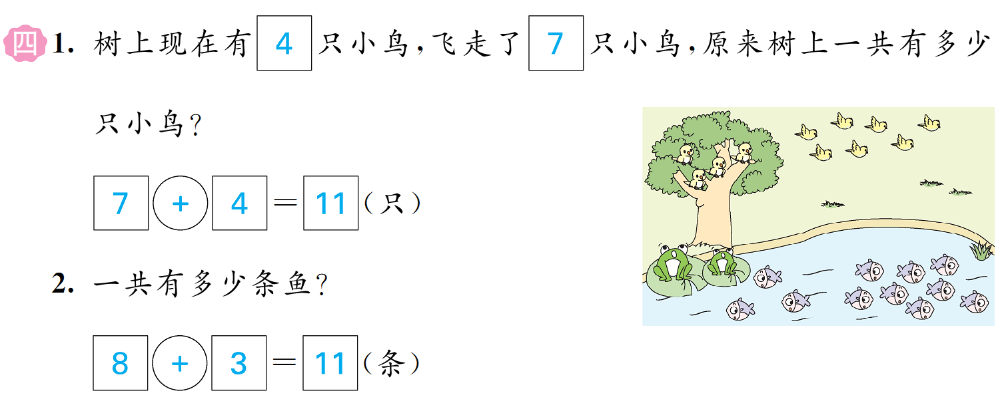 四 1. 树上现在有 4 只小鸟,飞走了 7 只小鸟,原来树上一共有多少
只小鸟?
7 + 4 = 11 (只)
2. 一共有多少条鱼?
8 + 3 = 11 (条)